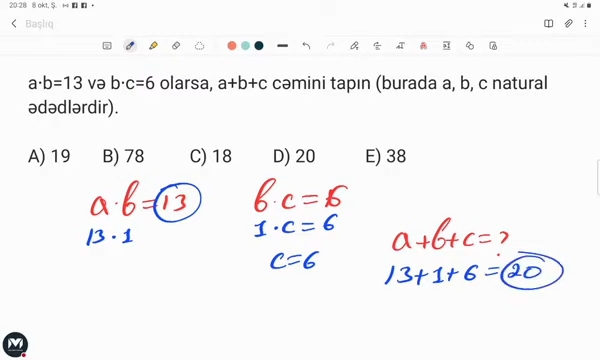 20:28 8 okt, Ş.
Başlıq
a·b=13 və b·c=6 olarsa, a+b+c cəmini tapın (burada a, b, c natural
ədədlərdir).
A) 19 B) 78 C) 18 D) 20 E) 38
a·b=13 b·c=6
13·1 1·c=6
c=6
a+b+c=?
13+1+6=20